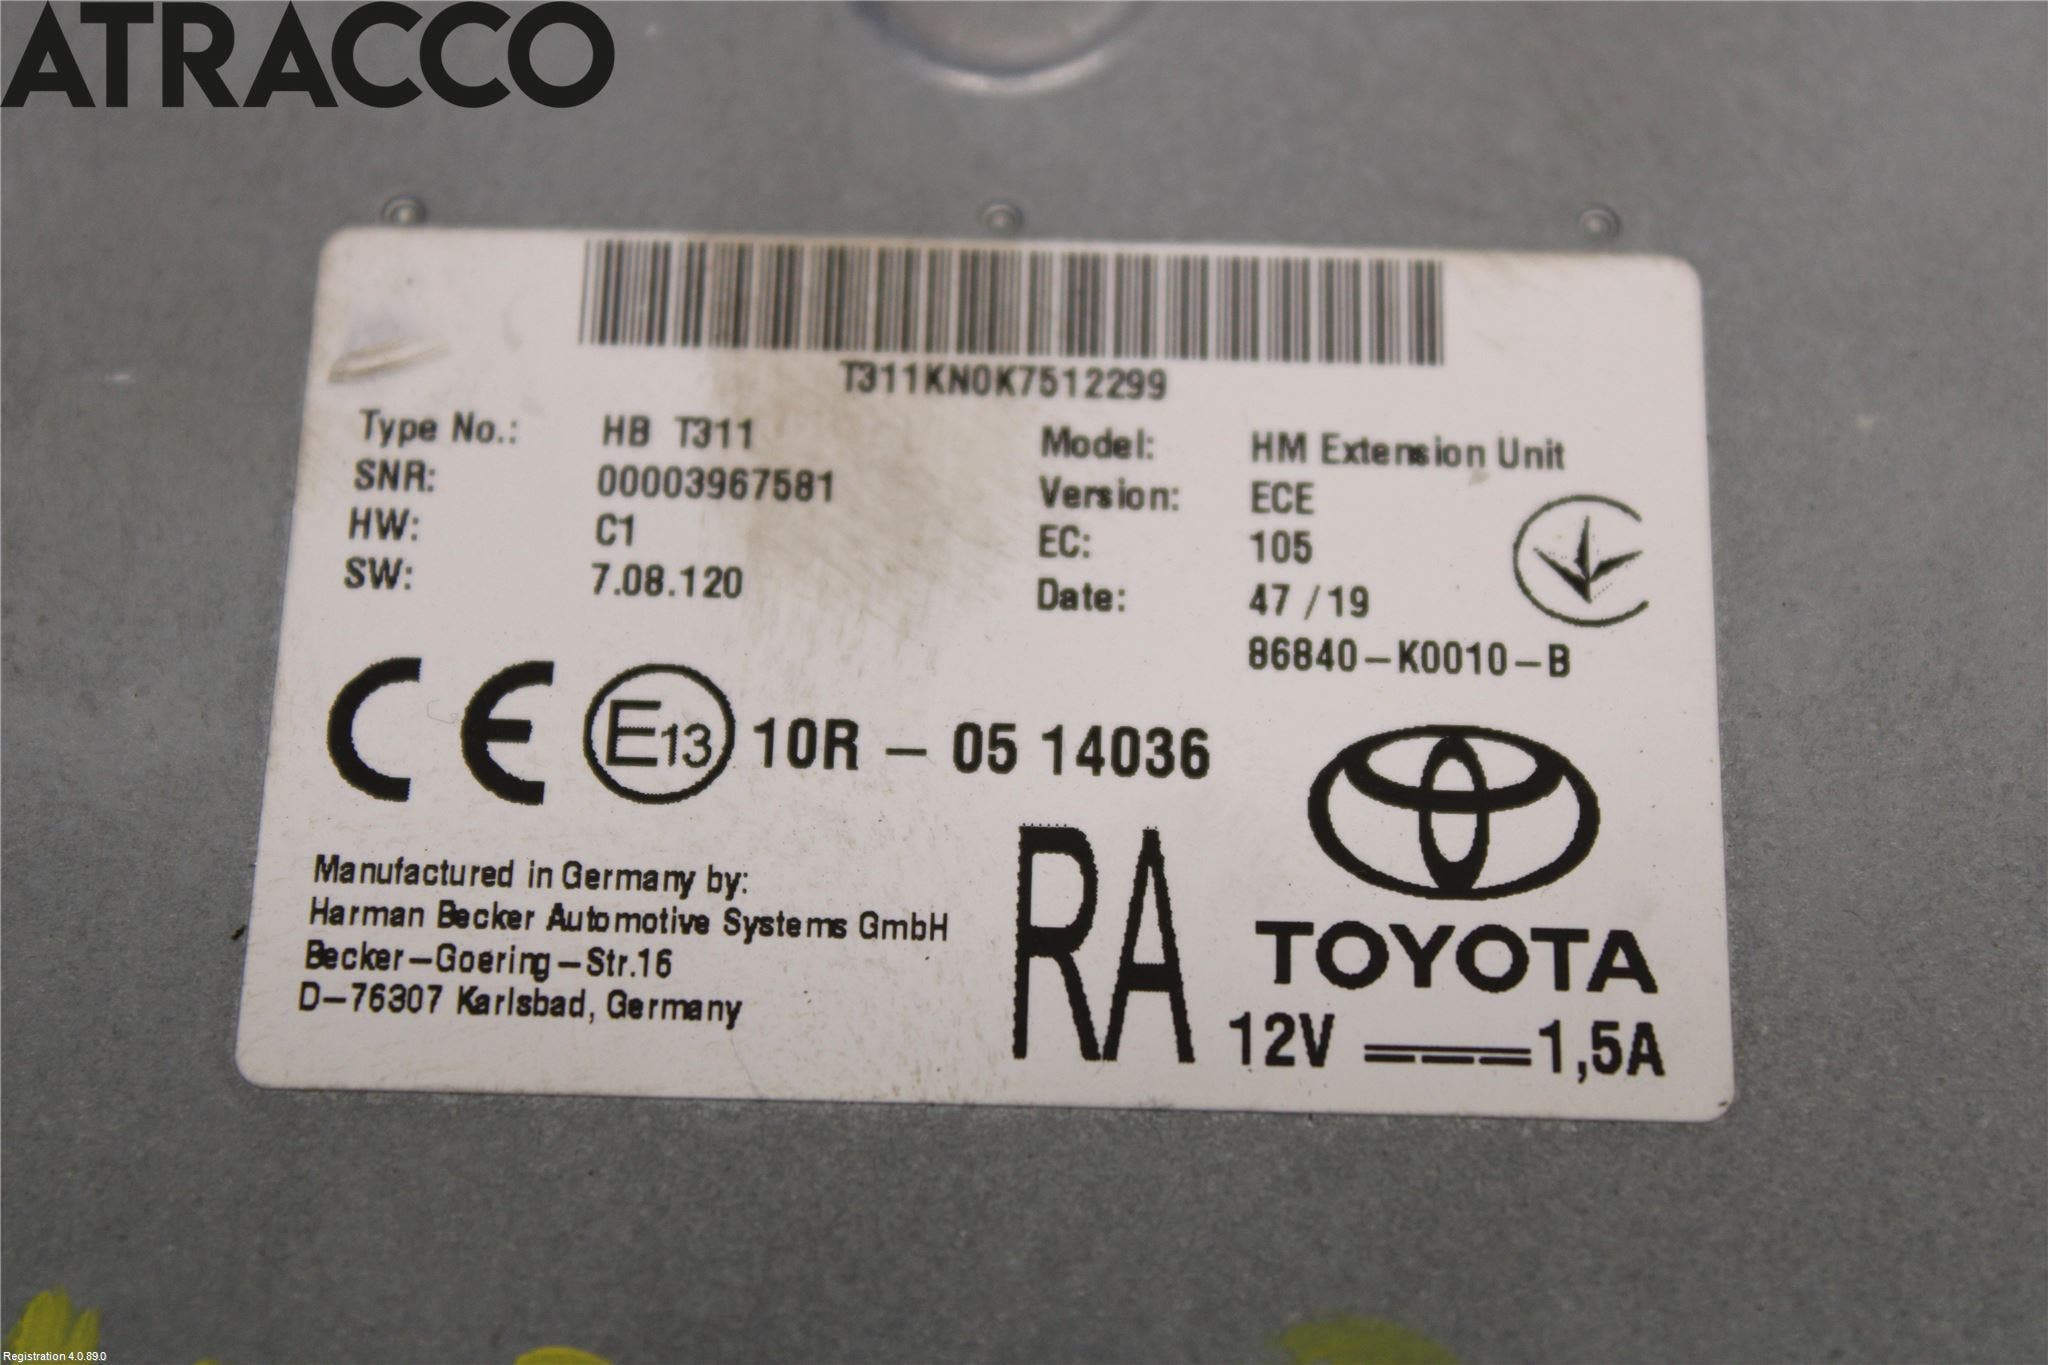 ATRACCO
T311KN0K7512299
Type No.: HB T311 Model: HM Extension Unit
SNR: 00003967581 Version: ECE
HW: C1 EC: 105
SW: 7.08.120 Date: 47 / 19
86840-K0010-B
CE E13 10R - 05 14036
Manufactured in Germany by:
Harman Becker Automotive Systems GmbH
Becker-Goering-Str.16
D-76307 Karlsbad, Germany
RA
TOYOTA
12V 1,5A
Registration 4.0.89.0